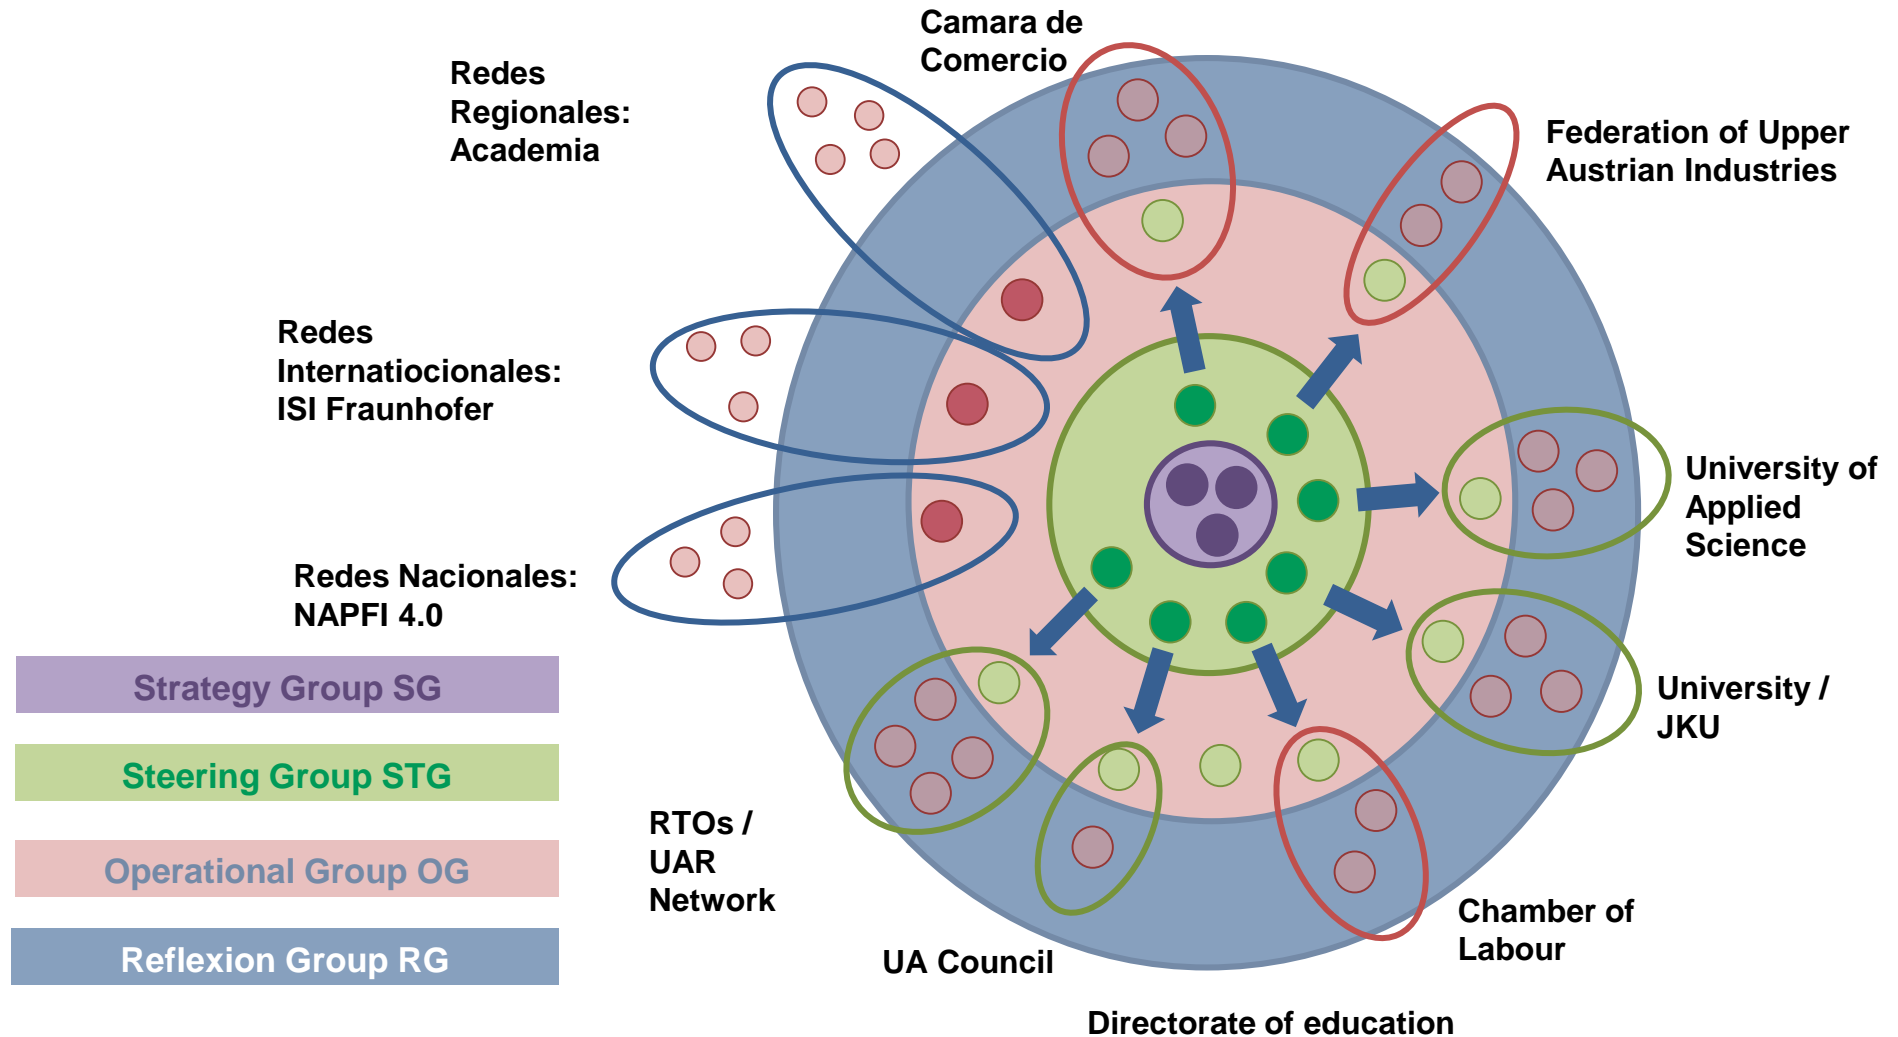 Camara de
Comercio
Redes
Regionales:
Academia
Federation of Upper
Austrian Industries
Redes
Internatiocionales:
ISI Fraunhofer
University of
Applied
Science
Redes Nacionales:
NAPFI 4.0
Strategy Group SG
Steering Group STG
Operational Group OG
Reflexion Group RG
University /
JKU
RTOs /
UAR
Network
Chamber of
Labour
UA Council
Directorate of education